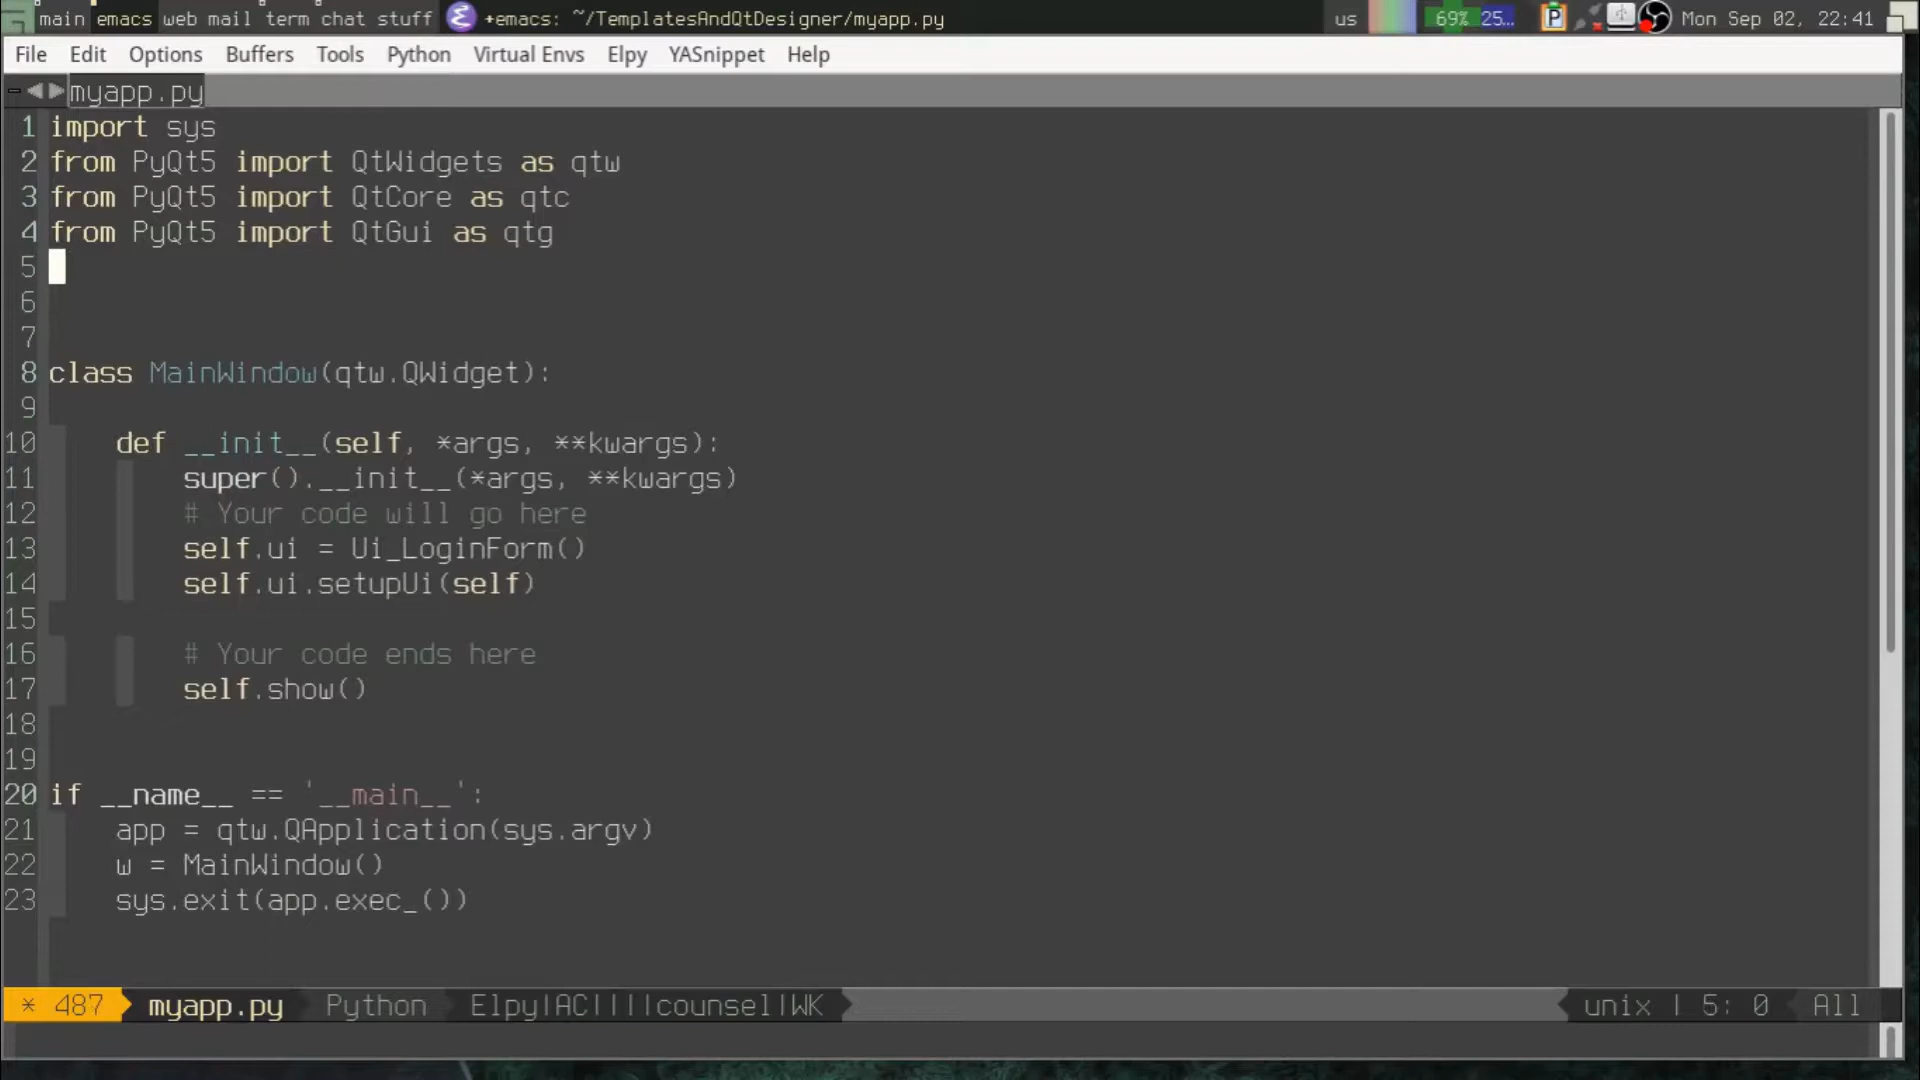 main emacs web mail term chat stuff +emacs: ~/TemplatesAndQtDesigner/myapp.py us 69% 25... Mon Sep 02, 22:41
File Edit Options Buffers Tools Python Virtual Envs Elpy YASnippet Help
myapp.py
1 import sys
2 from PyQt5 import QtWidgets as qtw
3 from PyQt5 import QtCore as qtc
4 from PyQt5 import QtGui as qtg
5
6
7
8 class MainWindow(qtw.QWidget):
9
10     def __init__(self, *args, **kwargs):
11         super().__init__(*args, **kwargs)
12         # Your code will go here
13         self.ui = Ui_LoginForm()
14         self.ui.setupUi(self)
15
16         # Your code ends here
17         self.show()
18
19
20 if __name__ == '__main__':
21     app = qtw.QApplication(sys.argv)
22     w = MainWindow()
23     sys.exit(app.exec_())
* 487 myapp.py Python Elpy|AC||||counsel|WK unix | 5: 0 All